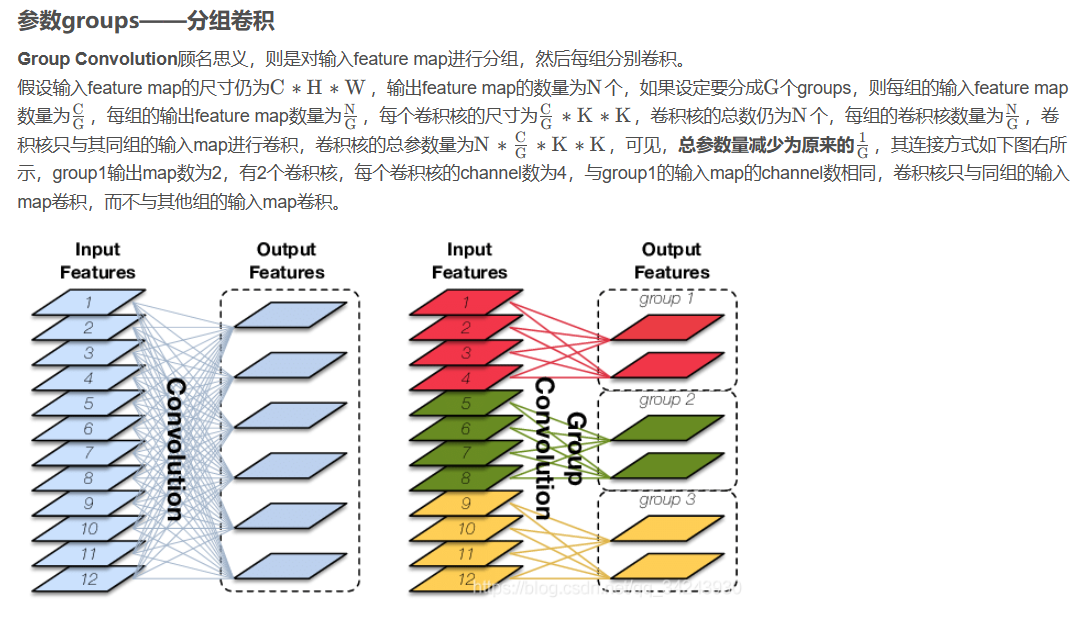 参数groups——分组卷积
Group Convolution顾名思义，则是对输入feature map进行分组，然后每组分别卷积。
假设输入feature map的尺寸仍为C ∗ H ∗ W，输出feature map的数量为N个，如果设定要分成G个groups，则每组的输入feature map
数量为C/G，每组的输出feature map数量为N/G，每个卷积核的尺寸为C/G ∗ K ∗ K，卷积核的总数仍为N个，每组的卷积核数量为N/G，卷
积核只与其同组的输入map进行卷积，卷积核的总参数量为N ∗ C/G ∗ K ∗ K，可见，总参数量减少为原来的1/G，其连接方式如下图右所
示，group1输出map数为2，有2个卷积核，每个卷积核的channel数为4，与group1的输入map的channel数相同，卷积核只与同组的输入
map卷积，而不与其他组的输入map卷积。
Input
Features
Output
Features
1
2
3
4
5
6
7
8
9
10
11
12
Convolution
Input
Features
Output
Features
1
2
3
4
5
6
7
8
9
10
11
12
Group
Convolution
group 1
group 2
group 3